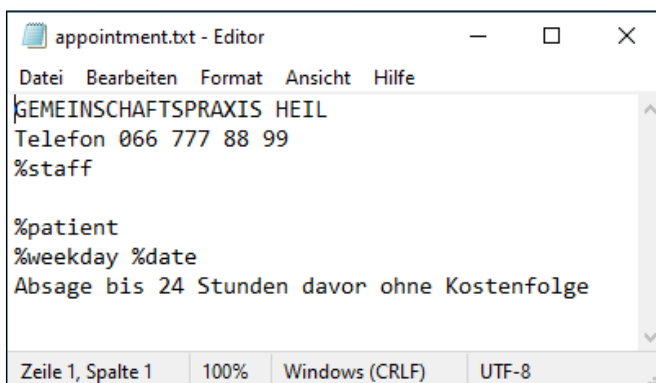 appointment.txt - Editor
Datei Bearbeiten Format Ansicht Hilfe
GEMEINSCHAFTSPRAXIS HEIL
Telefon 066 777 88 99
%staff

%patient
%weekday %date
Absage bis 24 Stunden davor ohne Kostenfolge
Zeile 1, Spalte 1 100% Windows (CRLF) UTF-8